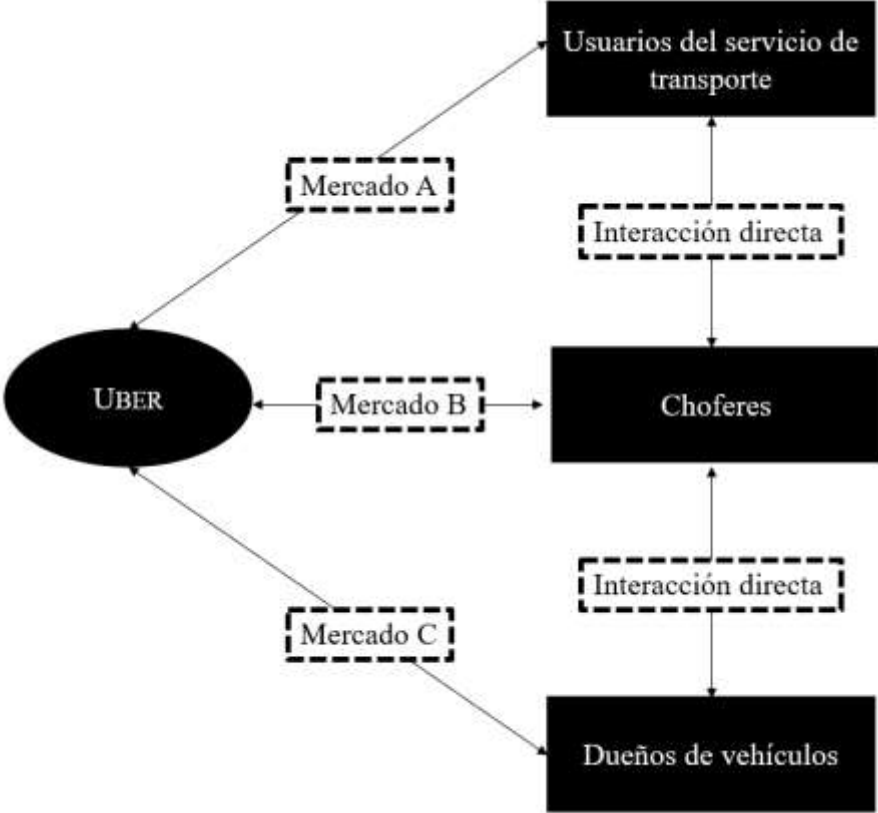 Usuarios del servicio de
transporte
Mercado A
Interacción directa
UBER
Mercado B
Choferes
Interacción directa
Mercado C
Dueños de vehículos